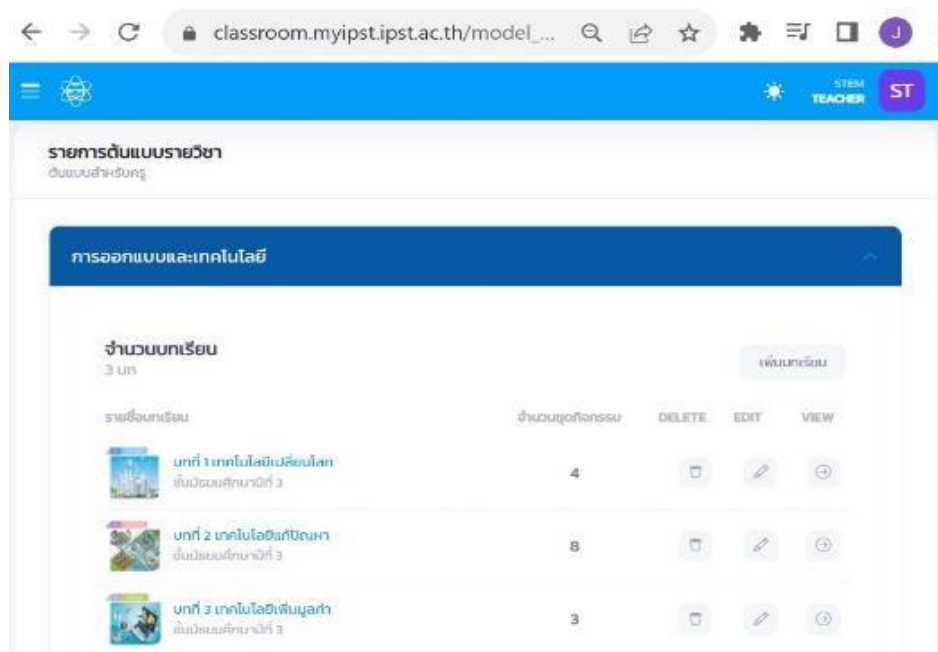 classroom.myipst.ipst.ac.th/model_...
J
STEM
TEACHER
ST
รายการต้นแบบรายวิชา
ต้นแบบสำหรับครู
การออกแบบและเทคโนโลยี
จำนวนบทเรียน
3 บท
เพิ่มบทเรียน
รายชื่อบทเรียน
จำนวนชุดกิจกรรม
DELETE
EDIT
VIEW
บทที่ 1 เทคโนโลยีเปลี่ยนโลก
ชั้นมัธยมศึกษาปีที่ 3
4
บทที่ 2 เทคโนโลยีแก้ปัญหา
ชั้นมัธยมศึกษาปีที่ 3
8
บทที่ 3 เทคโนโลยีเพิ่มมูลค่า
ชั้นมัธยมศึกษาปีที่ 3
3